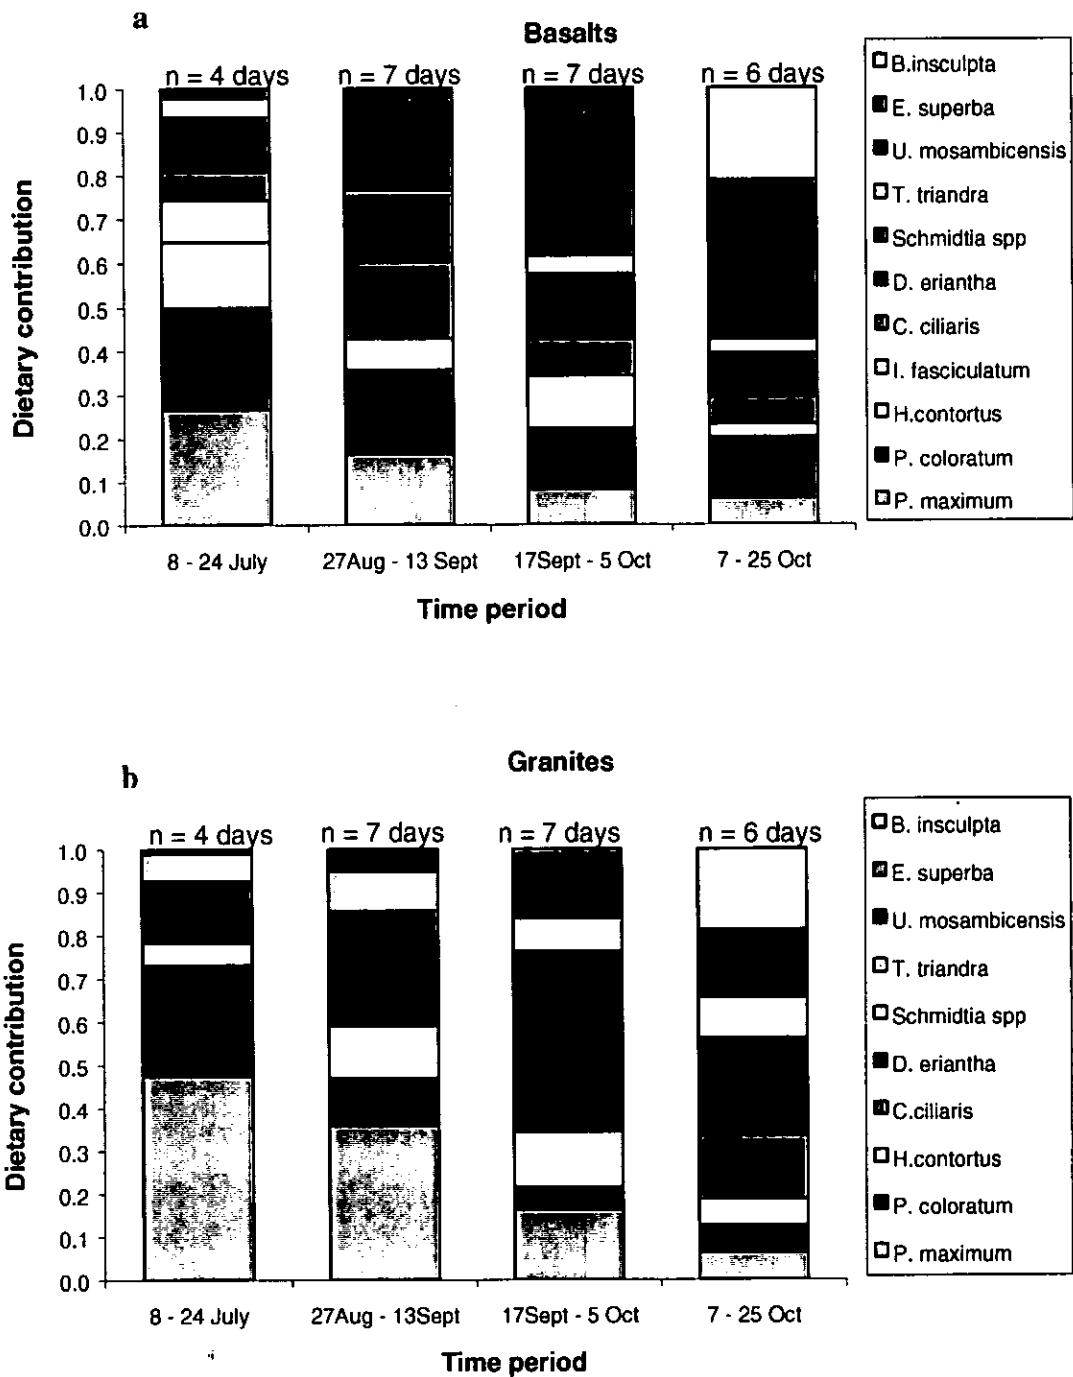 a
Basalts
n = 4 days
n = 7 days
n = 7 days
n = 6 days
1.0
0.9
0.8
0.7
0.6
0.5
0.4
0.3
0.2
0.1
0.0
Dietary contribution
8 - 24 July
27Aug - 13 Sept
17Sept - 5 Oct
7 - 25 Oct
Time period
B.insculpta
E. superba
U. mosambicensis
T. triandra
Schmidtia spp
D. eriantha
C. ciliaris
I. fasciculatum
H.contortus
P. coloratum
P. maximum
b
Granites
n = 4 days
n = 7 days
n = 7 days
n = 6 days
1.0
0.9
0.8
0.7
0.6
0.5
0.4
0.3
0.2
0.1
0.0
Dietary contribution
8 - 24 July
27Aug - 13Sept
17Sept - 5 Oct
7 - 25 Oct
Time period
B. insculpta
E. superba
U. mosambicensis
T. triandra
Schmidtia spp
D. eriantha
C.ciliaris
H.contortus
P. coloratum
P. maximum